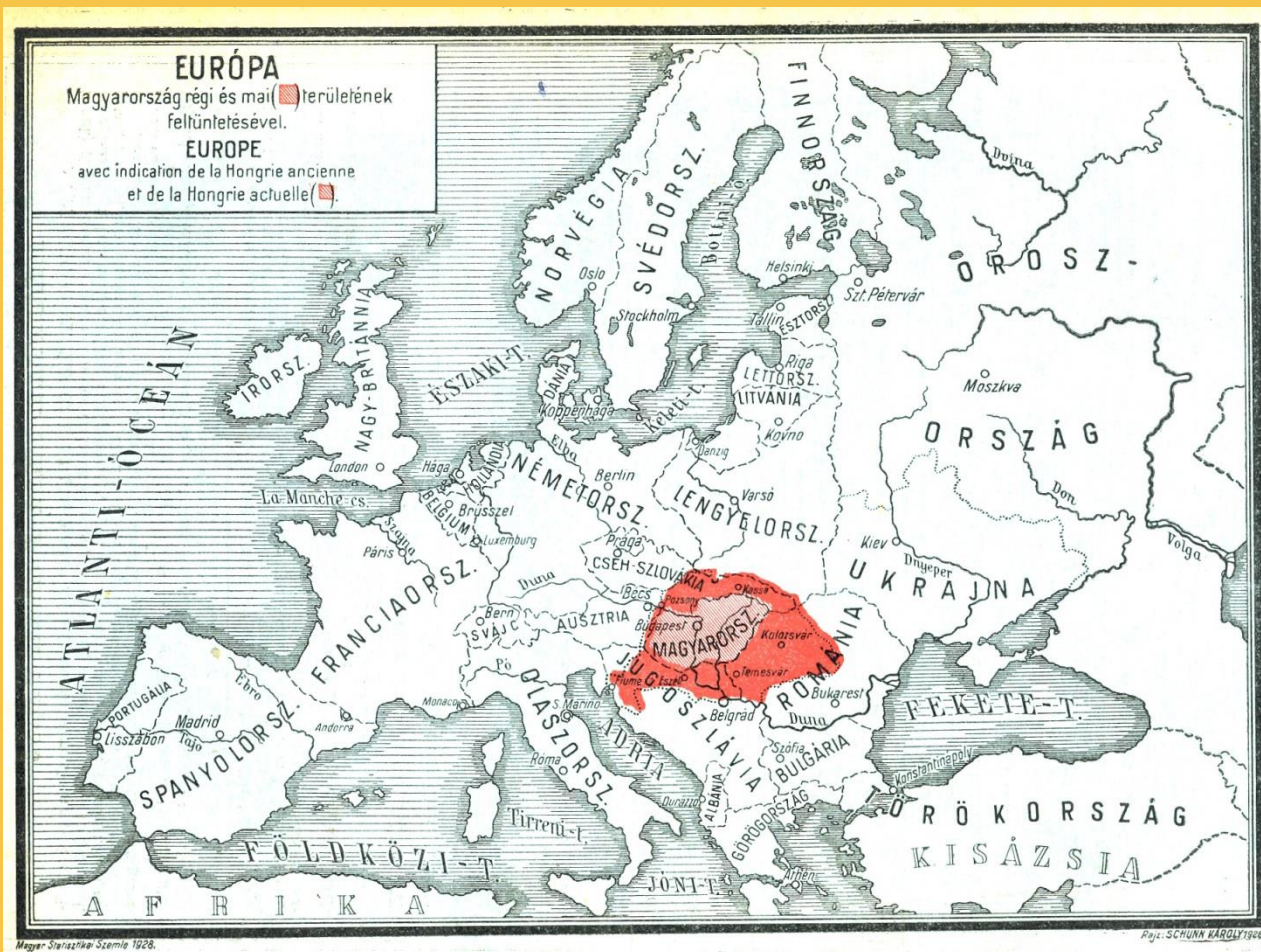 EURÓPA
Magyarország régi és mai( )területének
feltüntetésével.
EUROPE
avec indication de la Hongrie ancienne
et de la Hongrie actuelle( ).
ATLANTI-ÓCEÁN
NORVÉGIA
SVÉDORSZ.
FINNORSZÁG
Bottni-ö.
Dvina
OROSZ-
ORSZÁG
Oslo
Stockholm
Helsinki
Szt. Pétervár
Tallin
ÉSZTORSZ.
Riga
LETTORSZ.
LITVÁNIA
Kovno
Moszkva
IRORSZ.
NAGY-BRITÁNNIA
ÉSZAKI-T.
DÁNIA
Koppenhága
Keleti-t.
Danzig
London
La Manche-cs.
Hága
HOLLANDIA
BELGIUM
Brüsszel
Luxemburg
NÉMETORSZ.
Elba
Berlin
LENGYELORSZ.
Varsó
Don
Volga
Kiev
Dnyeper
UKRAJNA
Szajna
Páris
FRANCIAORSZ.
Prága
CSEH-SZLOVÁKIA
Duna
Bécs
Pozsony
Kassa
Bern
SVÁJC
AUSZTRIA
Budapest
MAGYARORSZ.
Kolozsvár
Temesvár
Eszék
Fiume
ROMÁNIA
Bukarest
Duna
JUGOSZLÁVIA
Belgrád
Pó
OLASZORSZ.
Monaco
S. Marino
ADRIA
Róma
Tirreni-t.
PORTUGÁLIA
Lisszabon
Madrid
Tajo
Ebro
Andorra
SPANYOLORSZ.
FEKETE-T.
Szófia
BULGÁRIA
Konstantinápoly
ALBÁNIA
Durazzo
GÖRÖGORSZÁG
Athén
TÖRÖKORSZÁG
KISÁZSIA
JÓNI-T.
FÖLDKÖZI-T.
AFRIKA
Magyar Statisztikai Szemle 1928.
Rajz: SCHUNN KÁROLY 1928